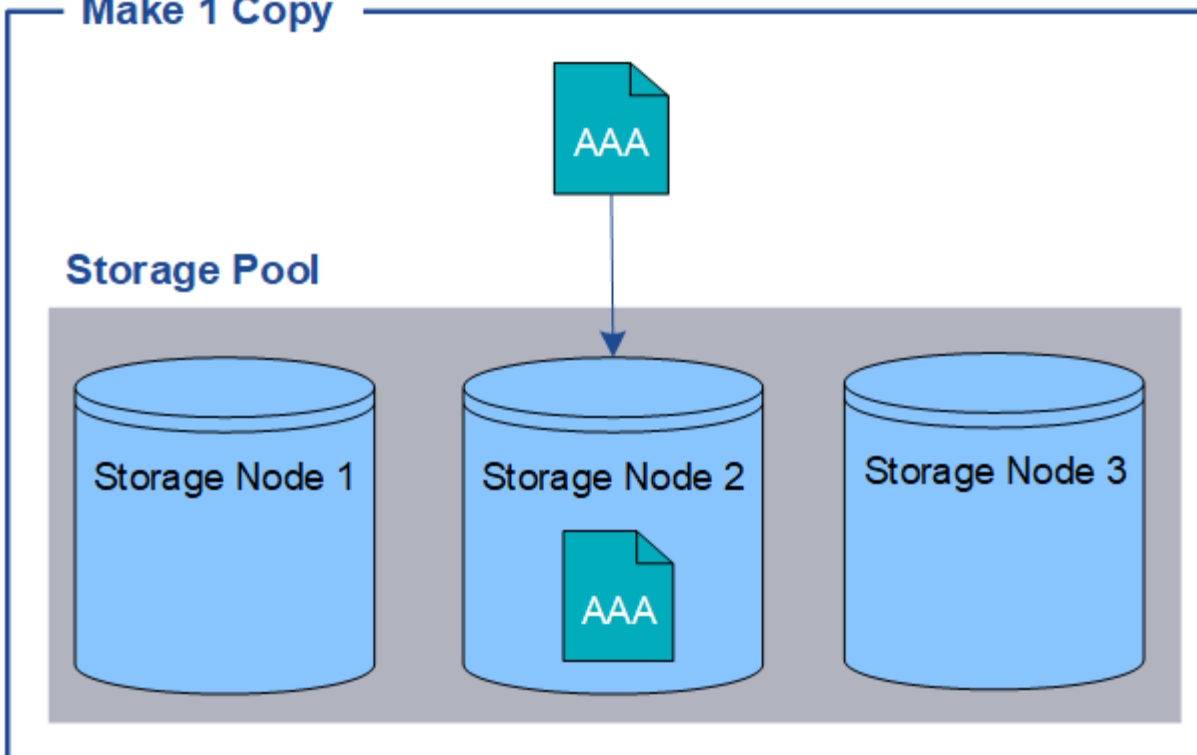 Make 1 Copy
AAA
Storage Pool
Storage Node 1
Storage Node 2
Storage Node 3
AAA